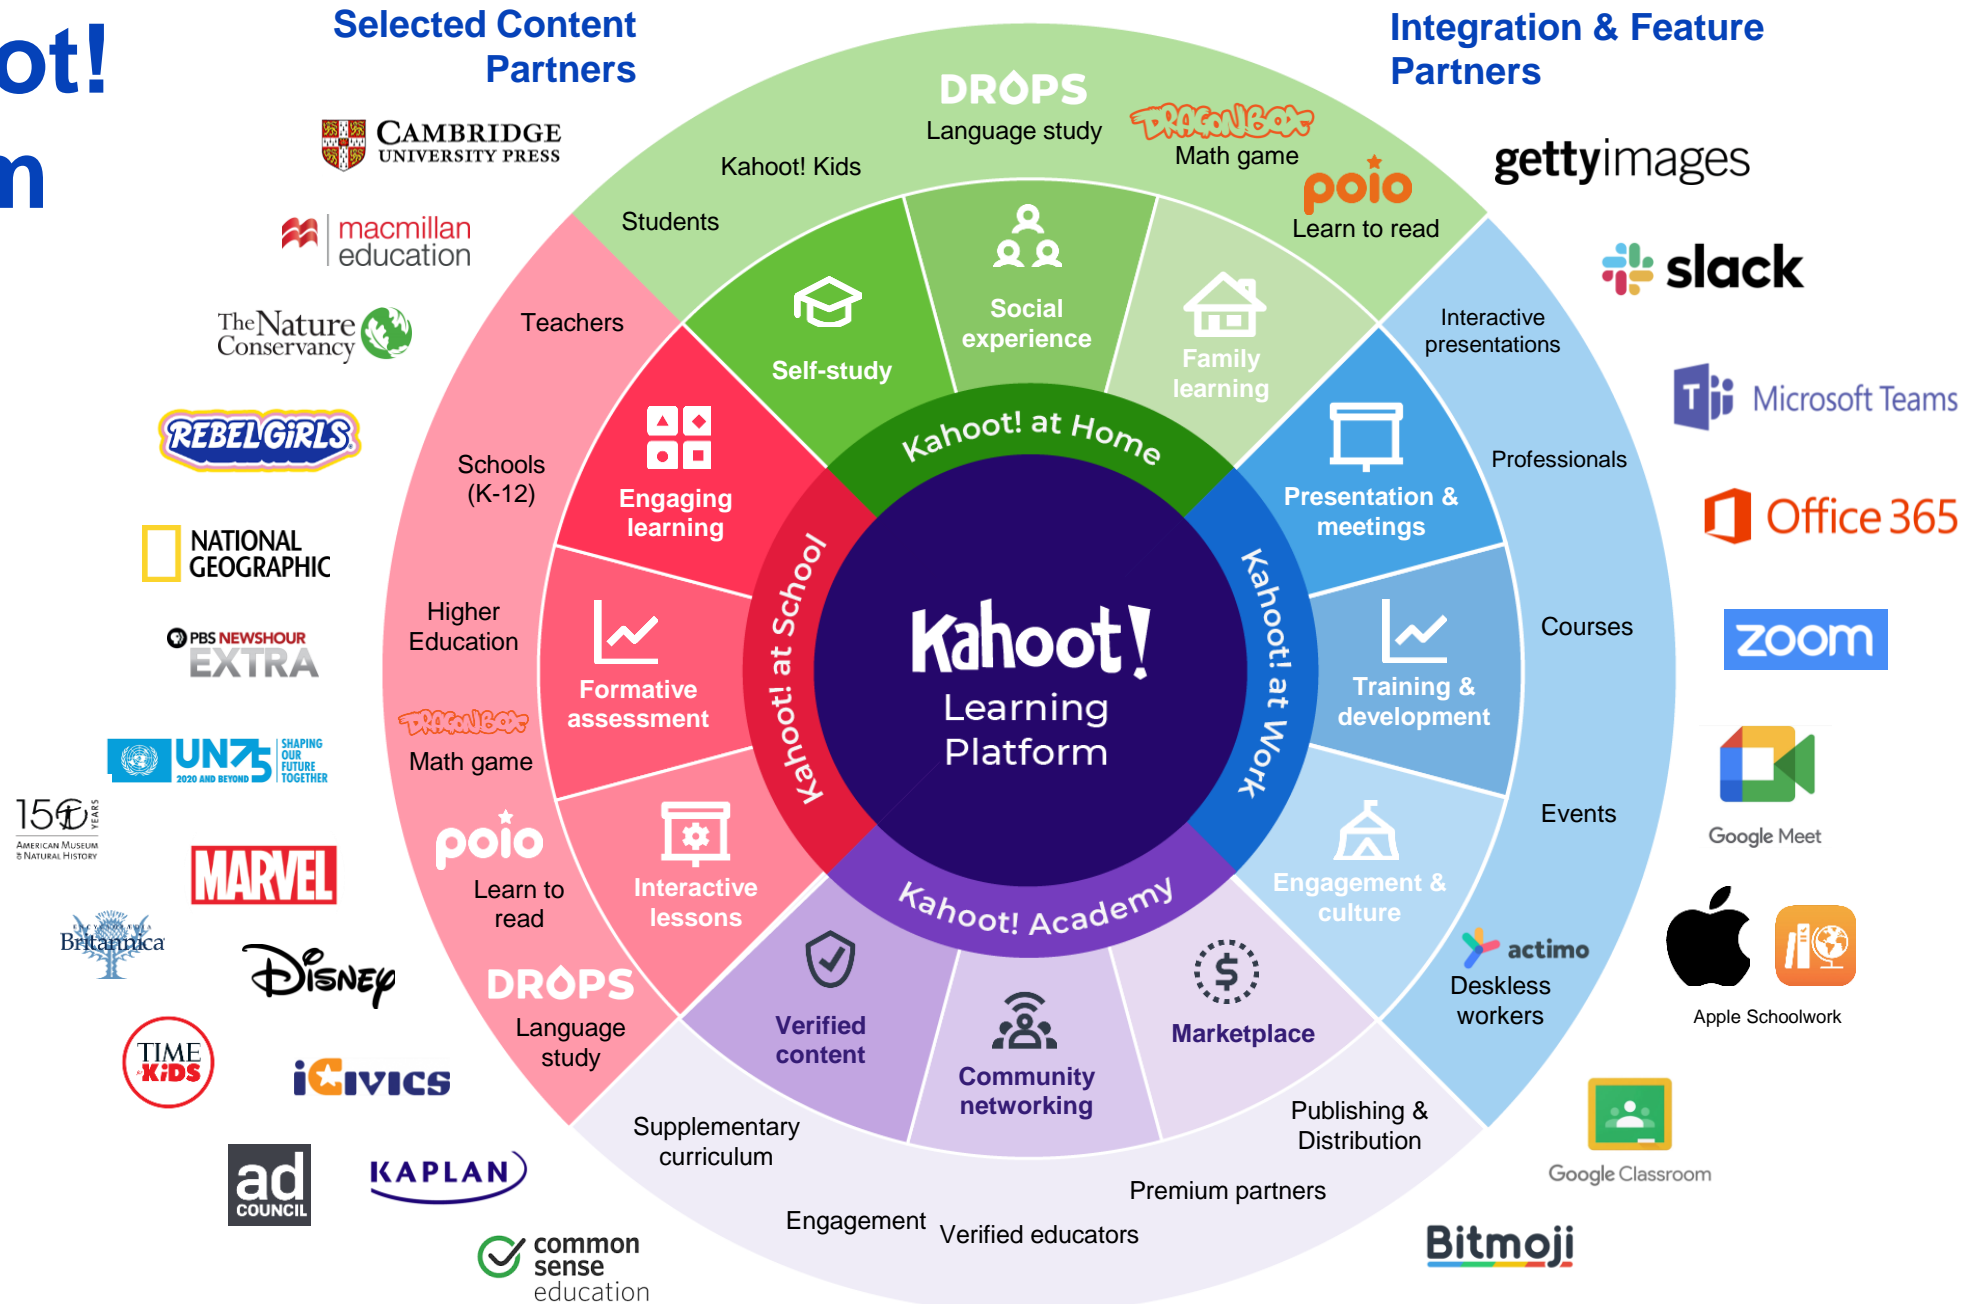 ot!
m
Selected Content
Partners
CAMBRIDGE
UNIVERSITY PRESS
macmillan
education
The Nature
Conservancy
REBEL GiRLS
NATIONAL
GEOGRAPHIC
PBS NEWSHOUR
EXTRA
UN75
2020 AND BEYOND
SHAPING
OUR
FUTURE
TOGETHER
150
YEARS
AMERICAN MUSEUM
& NATURAL HISTORY
MARVEL
ENCYCLOPÆDIA
Britannica
DISNEY
TIME
for KiDS
iCIVICS
ad
COUNCIL
KAPLAN
common
sense
education
Integration & Feature
Partners
gettyimages
slack
Microsoft Teams
Office 365
zoom
Google Meet
Apple Schoolwork
Google Classroom
Bitmoji
Students
Kahoot! Kids
DROPS
Language study
DRAGONBOX
Math game
poio
Learn to read
Self-study
Social
experience
Family
learning
Kahoot! at Home
Teachers
Schools
(K-12)
Higher
Education
DRAGONBOX
Math game
poio
Learn to
read
DROPS
Language
study
Engaging
learning
Formative
assessment
Interactive
lessons
Kahoot! at School
Kahoot!
Learning
Platform
Kahoot! at Work
Presentation &
meetings
Training &
development
Engagement &
culture
Interactive
presentations
Professionals
Courses
Events
actimo
Deskless
workers
Kahoot! Academy
Verified
content
Community
networking
Marketplace
Supplementary
curriculum
Engagement
Verified educators
Premium partners
Publishing &
Distribution